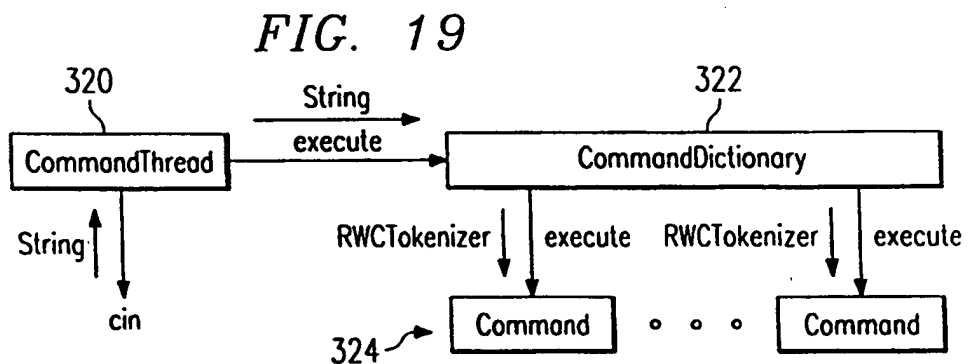 FIG. 19
320
String
322
CommandThread
execute
CommandDictionary
String
RWCTokenizer
execute
RWCTokenizer
execute
cin
324
Command
Command